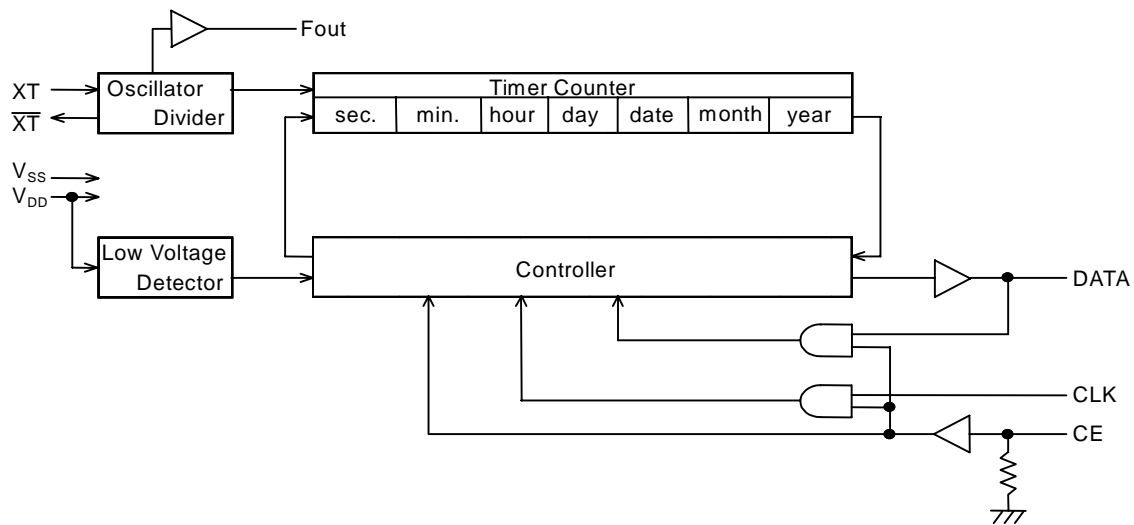 Fout
XT
Oscillator
Divider
X̅T̅
Timer Counter
sec. min. hour day date month year
VSS
VDD
Low Voltage
Detector
Controller
DATA
CLK
CE